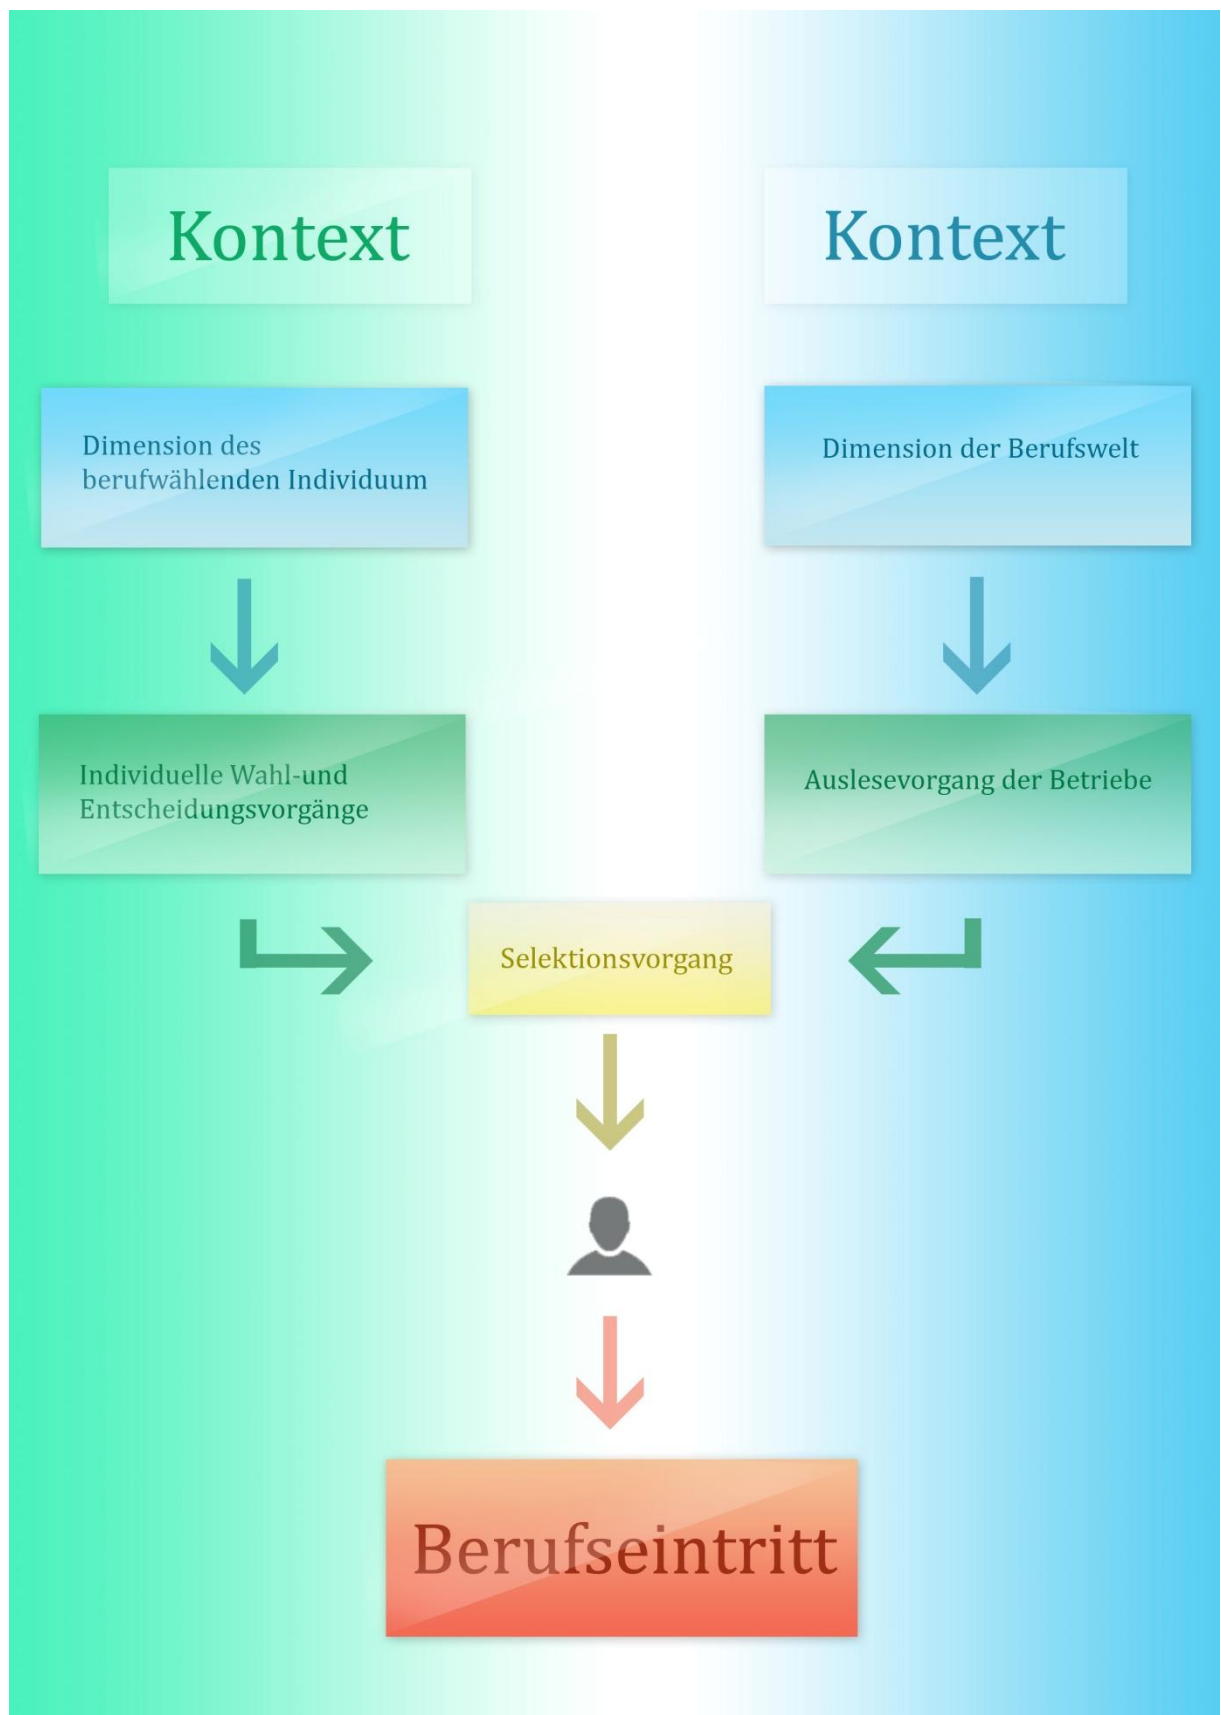 Kontext
Kontext
Dimension des
berufwählenden Individuum
Dimension der Berufswelt
Individuelle Wahl-und
Entscheidungsvorgänge
Auslesevorgang der Betriebe
Selektionsvorgang
Berufseintritt